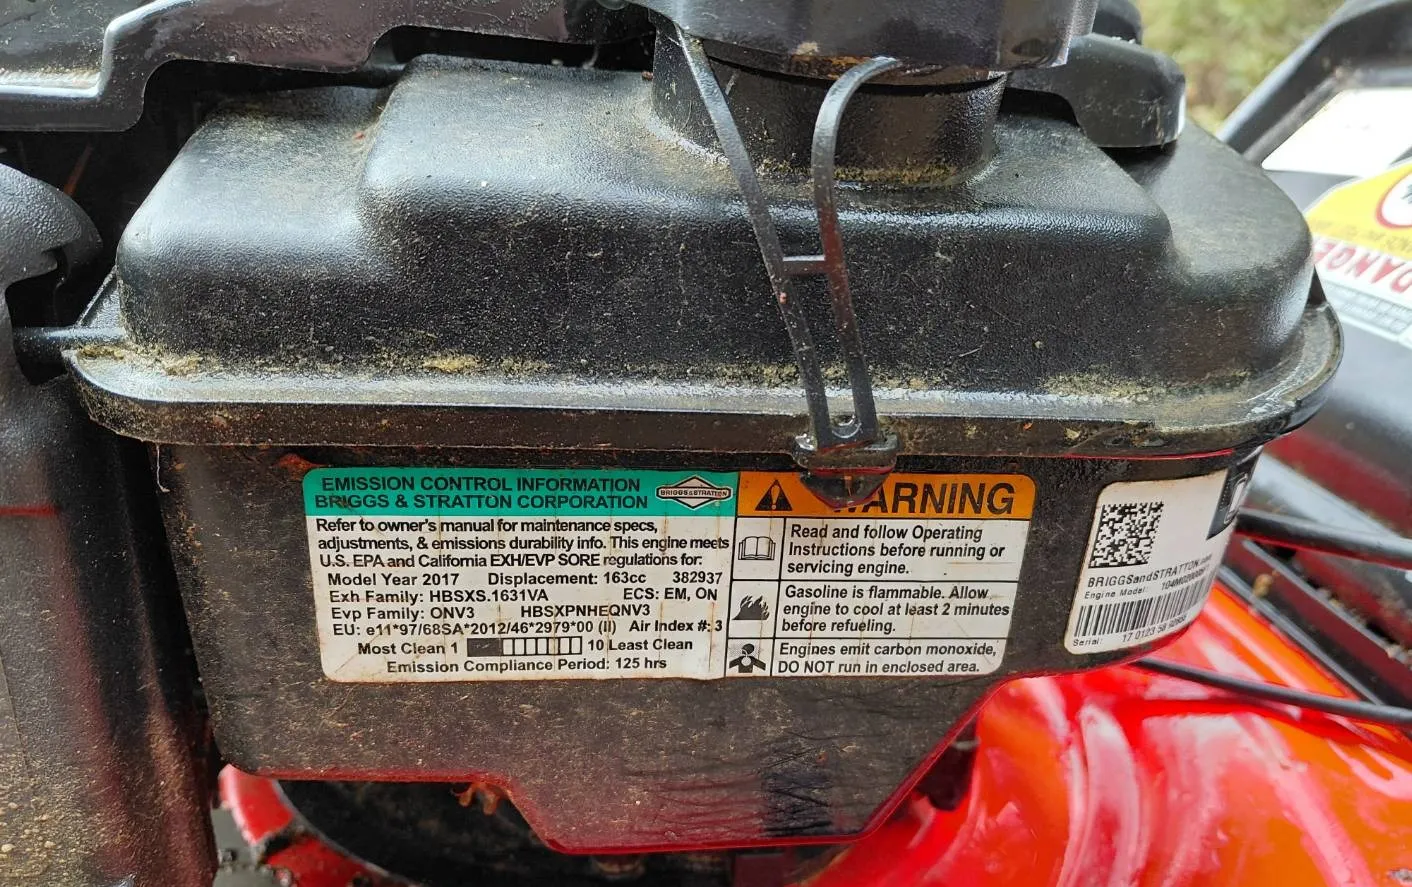 EMISSION CONTROL INFORMATION
BRIGGS & STRATTON CORPORATION
BRIGGS&STRATTON
Refer to owner's manual for maintenance specs,
adjustments, & emissions durability info. This engine meets
U.S. EPA and California EXH/EVP SORE regulations for:
Model Year 2017 Displacement: 163cc 382937
Exh Family: HBSXS.1631VA ECS: EM, ON
Evp Family: ONV3 HBSXPNHEQNV3
EU: e11*97/68SA*2012/46*2979*00 (II) Air Index #: 3
Most Clean 1 10 Least Clean
Emission Compliance Period: 125 hrs
WARNING
Read and follow Operating
Instructions before running or
servicing engine.
Gasoline is flammable. Allow
engine to cool at least 2 minutes
before refueling.
Engines emit carbon monoxide,
DO NOT run in enclosed area.
BRIGGSandSTRATTON.com
Engine Model:
Serial: 17 0123 58
DANGER